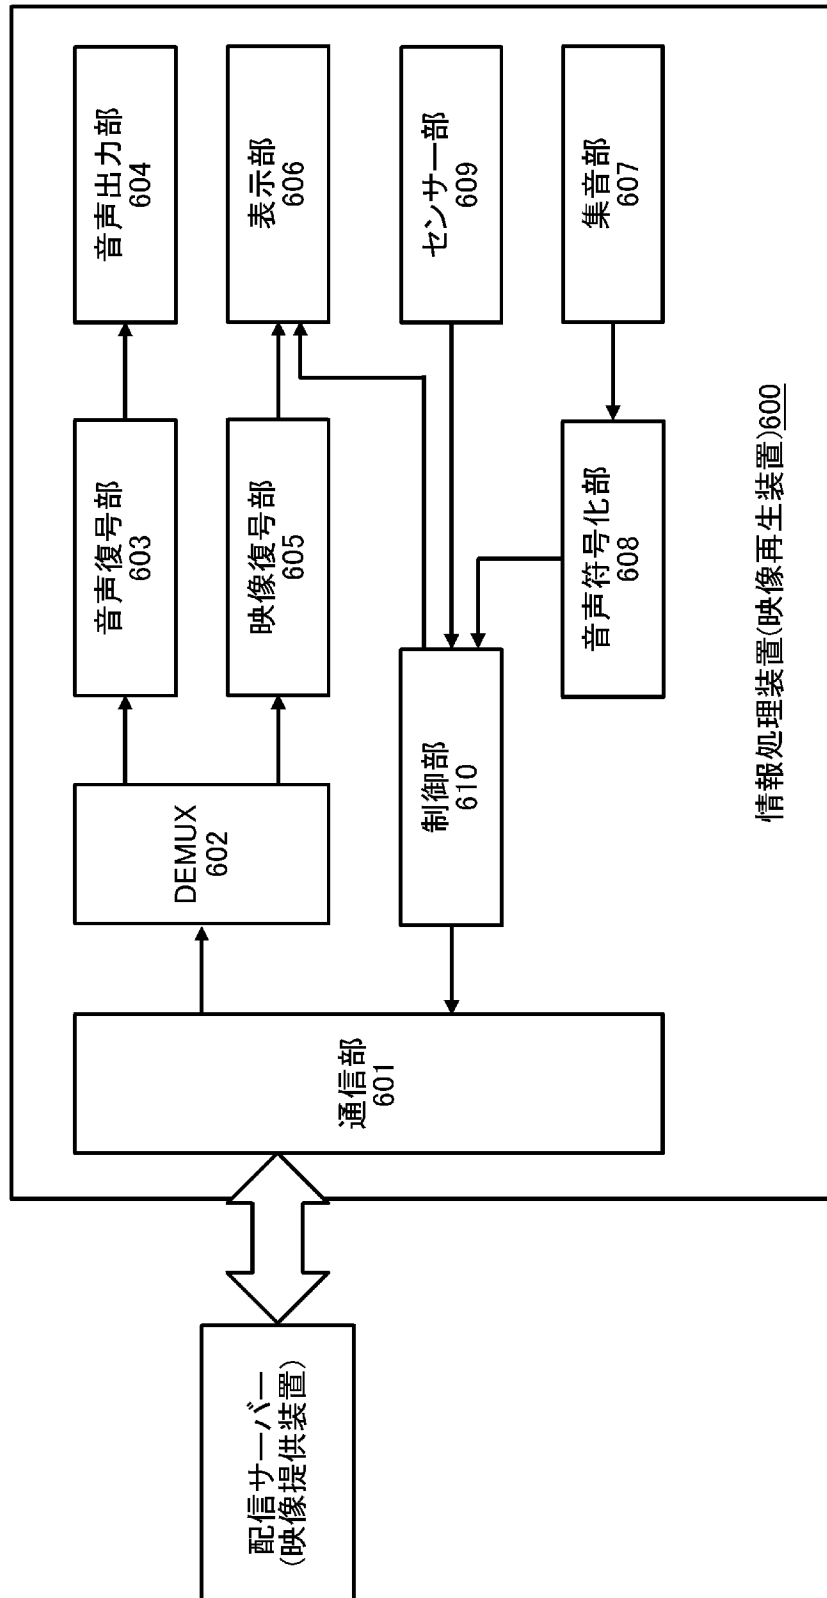 配信サーバー
(映像提供装置)
通信部
601
DEMUX
602
音声復号部
603
音声出力部
604
映像復号部
605
表示部
606
制御部
610
センサー部
609
音声符号化部
608
集音部
607
情報処理装置(映像再生装置)600